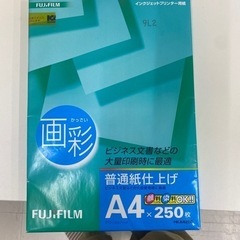 FUJIFILM
インクジェットプリンター用紙
かっさい
画彩
ビジネス文書などの
大量印刷時に最適
普通紙仕上げ
A4×250枚
FUJIFILM